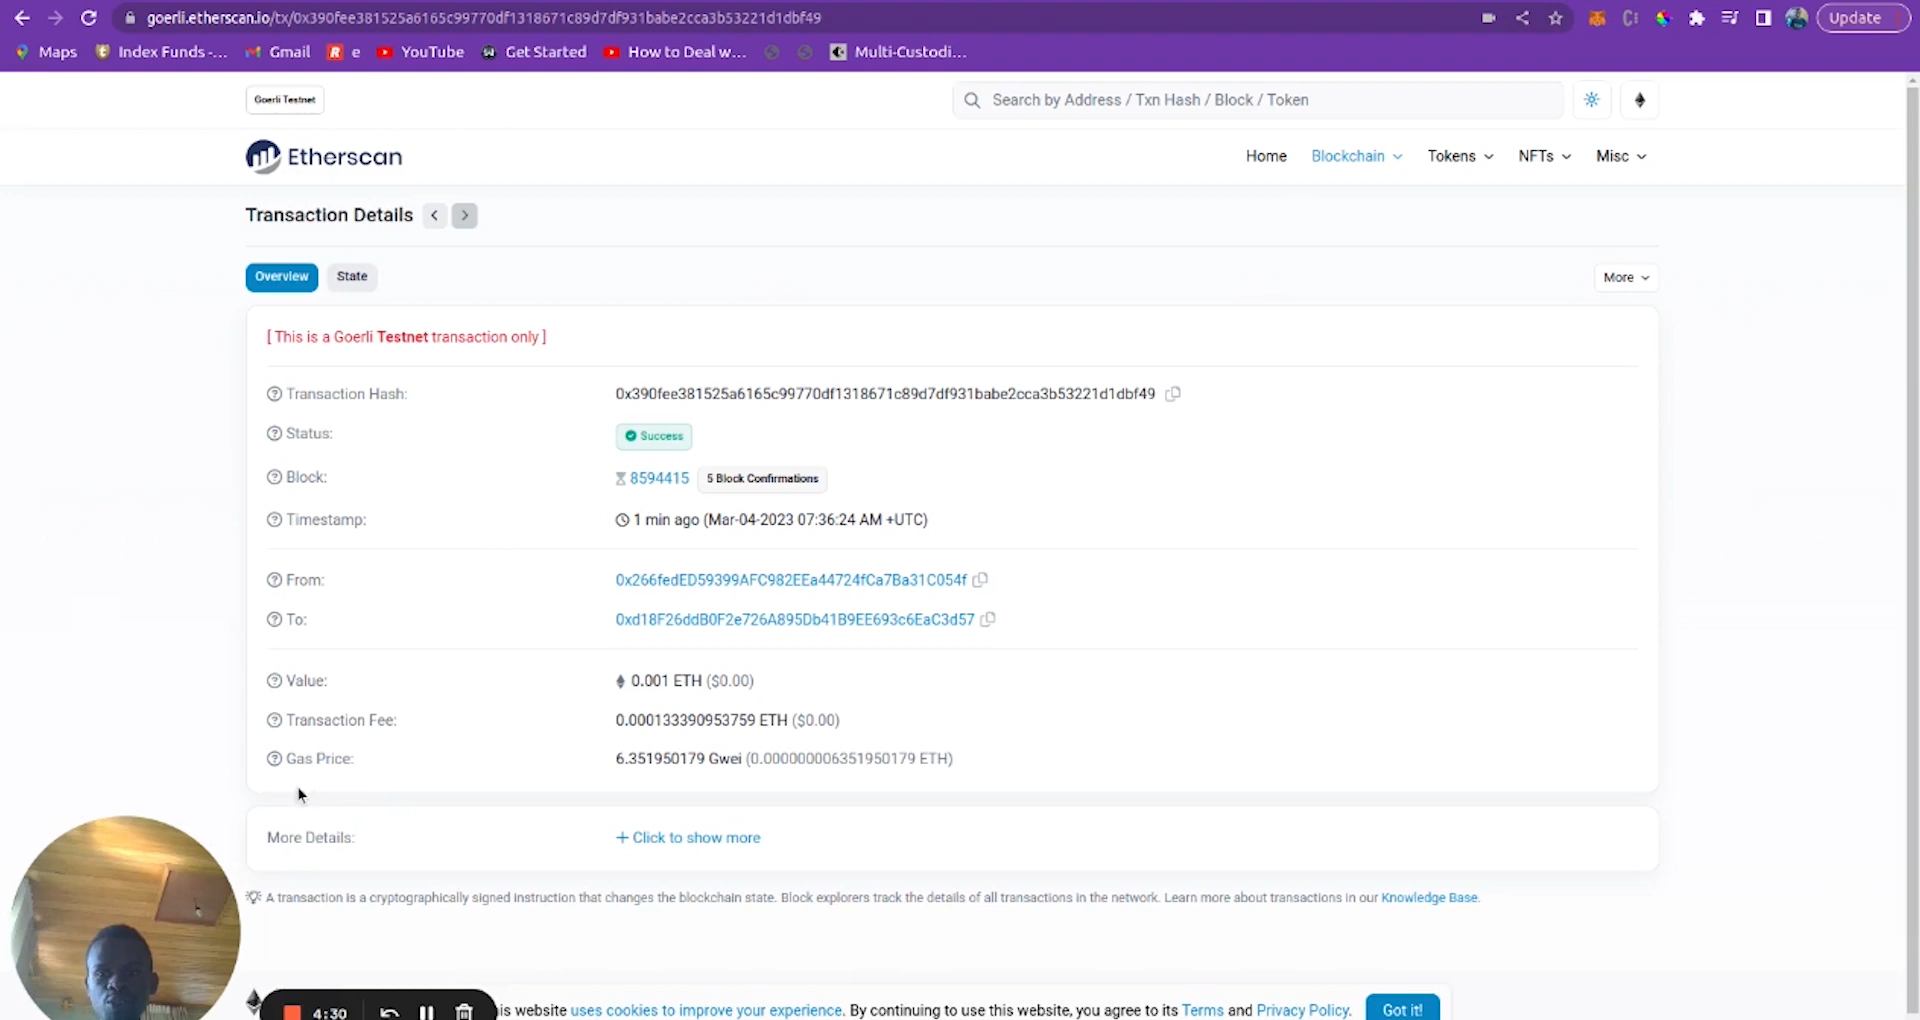 goerli.etherscan.io/tx/0x390fee381525a6165c99770df1318671c89d7df931babe2cca3b53221d1dbf49
Update
Maps Index Funds -... Gmail e YouTube Get Started How to Deal w... Multi-Custodi...
Goerli Testnet
Search by Address / Txn Hash / Block / Token
Etherscan
Home Blockchain Tokens NFTs Misc
Transaction Details
Overview State
More
[ This is a Goerli Testnet transaction only ]
Transaction Hash: 0x390fee381525a6165c99770df1318671c89d7df931babe2cca3b53221d1dbf49
Status: Success
Block: 8594415 5 Block Confirmations
Timestamp: 1 min ago (Mar-04-2023 07:36:24 AM +UTC)
From: 0x266fedED59399AFC982EEa44724fCa7Ba31C054f
To: 0xd18F26ddB0F2e726A895Db41B9EE693c6EaC3d57
Value: 0.001 ETH ($0.00)
Transaction Fee: 0.000133390953759 ETH ($0.00)
Gas Price: 6.351950179 Gwei (0.000000006351950179 ETH)
More Details: + Click to show more
A transaction is a cryptographically signed instruction that changes the blockchain state. Block explorers track the details of all transactions in the network. Learn more about transactions in our Knowledge Base.
4:30
is website uses cookies to improve your experience. By continuing to use this website, you agree to its Terms and Privacy Policy. Got it!